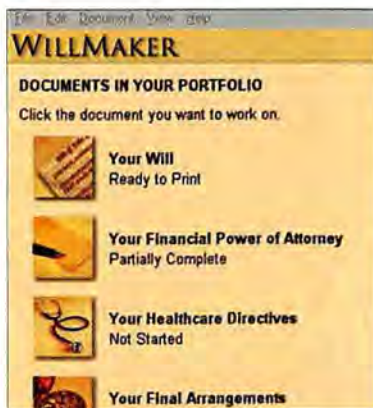 File Edit Document View Help
WILLMAKER
DOCUMENTS IN YOUR PORTFOLIO
Click the document you want to work on.
Your Will
Ready to Print
Your Financial Power of Attorney
Partially Complete
Your Healthcare Directives
Not Started
Your Final Arrangements